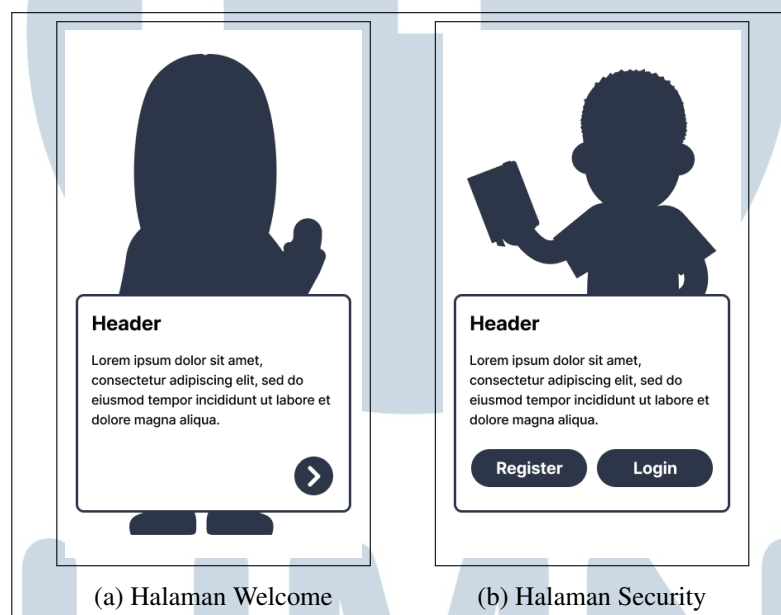 Header
Lorem ipsum dolor sit amet,
consectetur adipiscing elit, sed do
eiusmod tempor incididunt ut labore et
dolore magna aliqua.
(a) Halaman Welcome
Header
Lorem ipsum dolor sit amet,
consectetur adipiscing elit, sed do
eiusmod tempor incididunt ut labore et
dolore magna aliqua.
Register Login
(b) Halaman Security